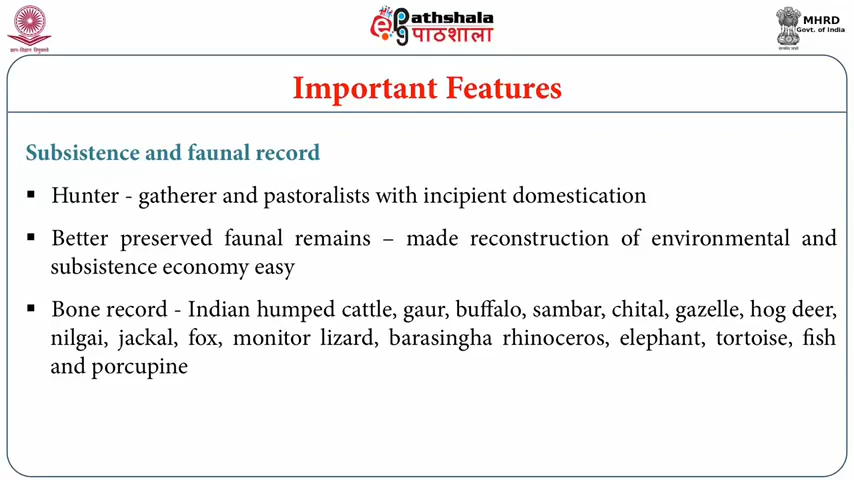 ePathshala
पाठशाला
MHRD
Govt. of India
Important Features
Subsistence and faunal record
▪ Hunter - gatherer and pastoralists with incipient domestication
▪ Better preserved faunal remains – made reconstruction of environmental and
subsistence economy easy
▪ Bone record - Indian humped cattle, gaur, buffalo, sambar, chital, gazelle, hog deer,
nilgai, jackal, fox, monitor lizard, barasingha rhinoceros, elephant, tortoise, fish
and porcupine